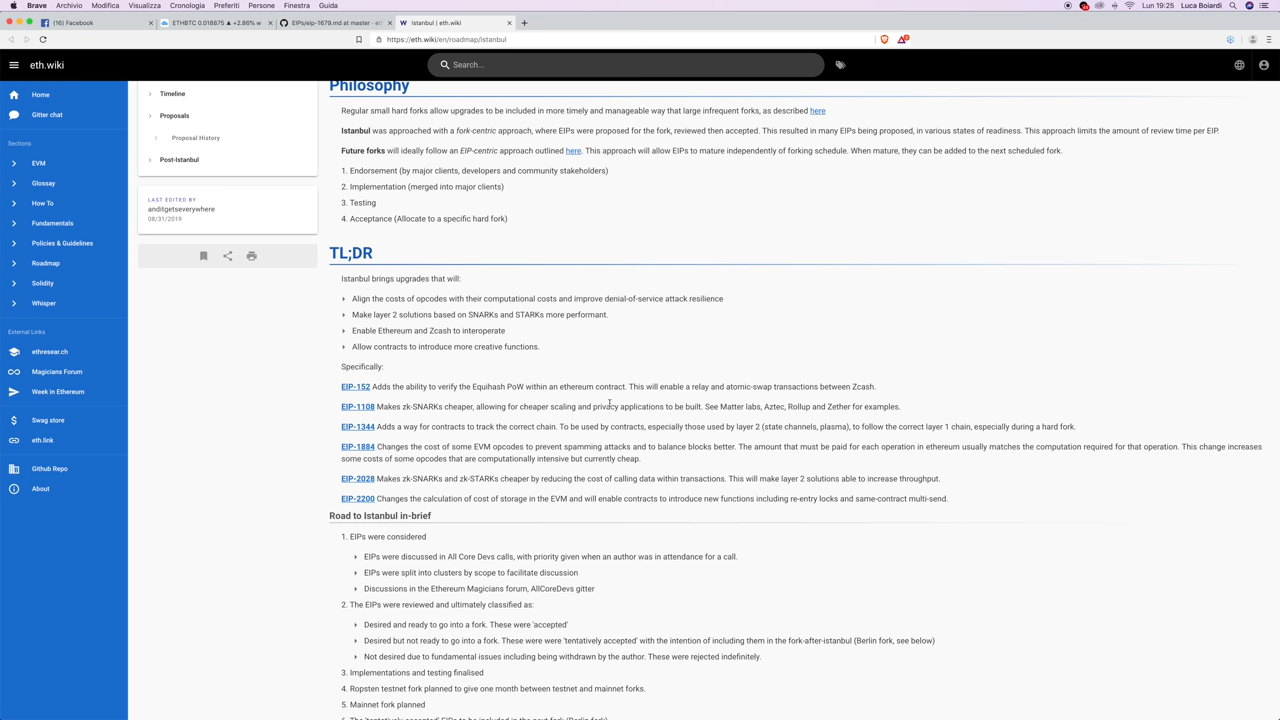 Brave Archivio Modifica Visualizza Cronologia Preferiti Persone Finestra Guida Lun 19:25 Luca Boiardi
(16) Facebook ETHBTC 0.018875 ▲ +2.86% w EIPs/eip-1679.md at master · e Istanbul | eth.wiki
https://eth.wiki/en/roadmap/istanbul
eth.wiki Search...
Home
Gitter chat
Sections
EVM
Glossay
How To
Fundamentals
Policies & Guidelines
Roadmap
Solidity
Whisper
External Links
ethresear.ch
Magicians Forum
Week in Ethereum
Swag store
eth.link
Github Repo
About
Timeline
Proposals
Proposal History
Post-Istanbul
LAST EDITED BY
anditgetseverywhere
08/31/2019
Philosophy
Regular small hard forks allow upgrades to be included in more timely and manageable way that large infrequent forks, as described here
Istanbul was approached with a fork-centric approach, where EIPs were proposed for the fork, reviewed then accepted. This resulted in many EIPs being proposed, in various states of readiness. This approach limits the amount of review time per EIP.
Future forks will ideally follow an EIP-centric approach outlined here. This approach will allow EIPs to mature independently of forking schedule. When mature, they can be added to the next scheduled fork.
1. Endorsement (by major clients, developers and community stakeholders)
2. Implementation (merged into major clients)
3. Testing
4. Acceptance (Allocate to a specific hard fork)
TL;DR
Istanbul brings upgrades that will:
Align the costs of opcodes with their computational costs and improve denial-of-service attack resilience
Make layer 2 solutions based on SNARKs and STARKs more performant.
Enable Ethereum and Zcash to interoperate
Allow contracts to introduce more creative functions.
Specifically:
EIP-152 Adds the ability to verify the Equihash PoW within an ethereum contract. This will enable a relay and atomic-swap transactions between Zcash.
EIP-1108 Makes zk-SNARKs cheaper, allowing for cheaper scaling and privacy applications to be built. See Matter labs, Aztec, Rollup and Zether for examples.
EIP-1344 Adds a way for contracts to track the correct chain. To be used by contracts, especially those used by layer 2 (state channels, plasma), to follow the correct layer 1 chain, especially during a hard fork.
EIP-1884 Changes the cost of some EVM opcodes to prevent spamming attacks and to balance blocks better. The amount that must be paid for each operation in ethereum usually matches the computation required for that operation. This change increases
some costs of some opcodes that are computationally intensive but currently cheap.
EIP-2028 Makes zk-SNARKs and zk-STARKs cheaper by reducing the cost of calling data within transactions. This will make layer 2 solutions able to increase throughput.
EIP-2200 Changes the calculation of cost of storage in the EVM and will enable contracts to introduce new functions including re-entry locks and same-contract multi-send.
Road to Istanbul in-brief
1. EIPs were considered
EIPs were discussed in All Core Devs calls, with priority given when an author was in attendance for a call.
EIPs were split into clusters by scope to facilitate discussion
Discussions in the Ethereum Magicians forum, AllCoreDevs gitter
2. The EIPs were reviewed and ultimately classified as:
Desired and ready to go into a fork. These were 'accepted'
Desired but not ready to go into a fork. These were were 'tentatively accepted' with the intention of including them in the fork-after-istanbul (Berlin fork, see below)
Not desired due to fundamental issues including being withdrawn by the author. These were rejected indefinitely.
3. Implementations and testing finalised
4. Ropsten testnet fork planned to give one month between testnet and mainnet forks.
5. Mainnet fork planned
6. The 'tentatively accepted' EIPs to be included in the next fork (Berlin fork)